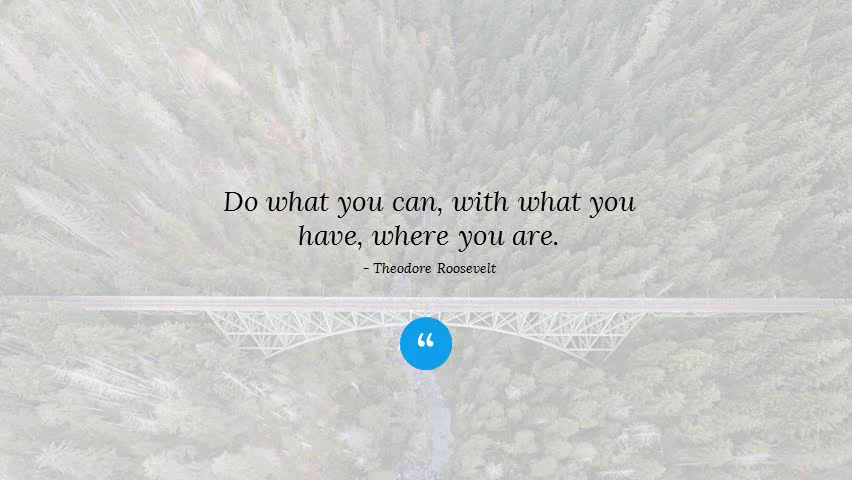 Do what you can, with what you
have, where you are.
- Theodore Roosevelt
“